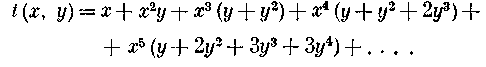 t (x, y) = x + x²y + x³ (y + y²) + x⁴ (y + y² + 2y³) +
+ x⁵ (y + 2y² + 3y³ + 3y⁴) + . . . .